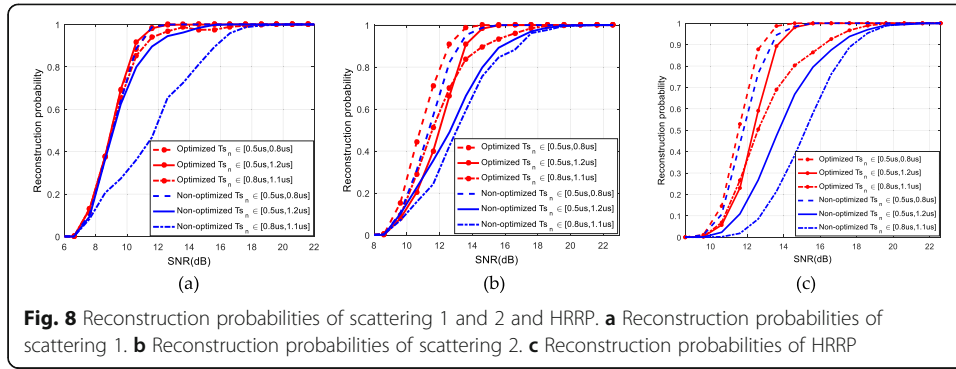 1
0.8
0.6
0.4
0.2
0
Reconstruction probability
6 8 10 12 14 16 18 20 22
SNR(dB)
Optimized Ts_n ∈ [0.5us,0.8us]
Optimized Ts_n ∈ [0.5us,1.2us]
Optimized Ts_n ∈ [0.8us,1.1us]
Non-optimized Ts_n ∈ [0.5us,0.8us]
Non-optimized Ts_n ∈ [0.5us,1.2us]
Non-optimized Ts_n ∈ [0.8us,1.1us]
(a)
1
0.8
0.6
0.4
0.2
0
Reconstruction probability
8 10 12 14 16 18 20 22
SNR(dB)
Optimized Ts_n ∈ [0.5us,0.8us]
Optimized Ts_n ∈ [0.5us,1.2us]
Optimized Ts_n ∈ [0.8us,1.1us]
Non-optimized Ts_n ∈ [0.5us,0.8us]
Non-optimized Ts_n ∈ [0.5us,1.2us]
Non-optimized Ts_n ∈ [0.8us,1.1us]
(b)
1
0.9
0.8
0.7
0.6
0.5
0.4
0.3
0.2
0.1
0
Reconstruction probability
10 12 14 16 18 20 22
SNR(dB)
Optimized Ts_n ∈ [0.5us,0.8us]
Optimized Ts_n ∈ [0.5us,1.2us]
Optimized Ts_n ∈ [0.8us,1.1us]
Non-optimized Ts_n ∈ [0.5us,0.8us]
Non-optimized Ts_n ∈ [0.5us,1.2us]
Non-optimized Ts_n ∈ [0.8us,1.1us]
(c)
Fig. 8 Reconstruction probabilities of scattering 1 and 2 and HRRP. a Reconstruction probabilities of
scattering 1. b Reconstruction probabilities of scattering 2. c Reconstruction probabilities of HRRP